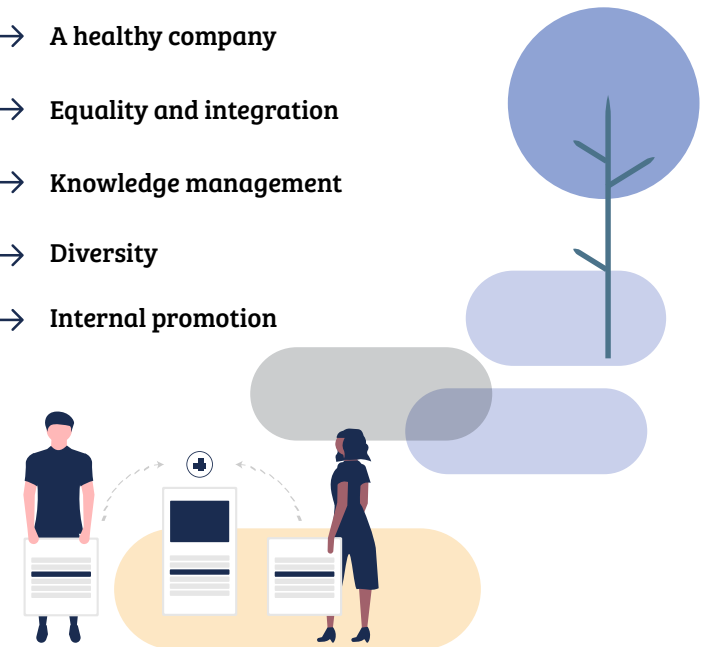 A healthy company
Equality and integration
Knowledge management
Diversity
Internal promotion